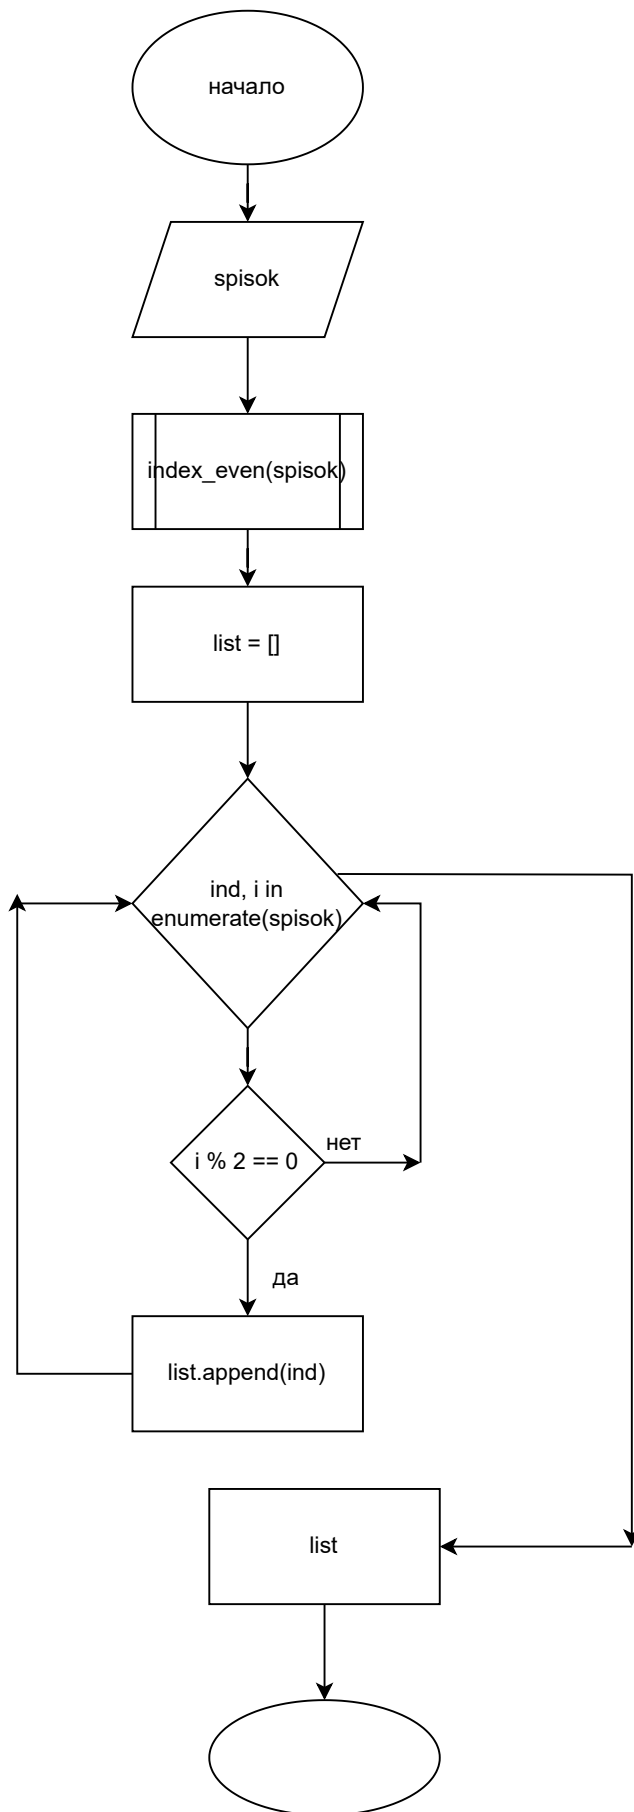 начало
spisok
index_even(spisok)
list = []
ind, i in
enumerate(spisok)
i % 2 == 0
нет
да
list.append(ind)
list